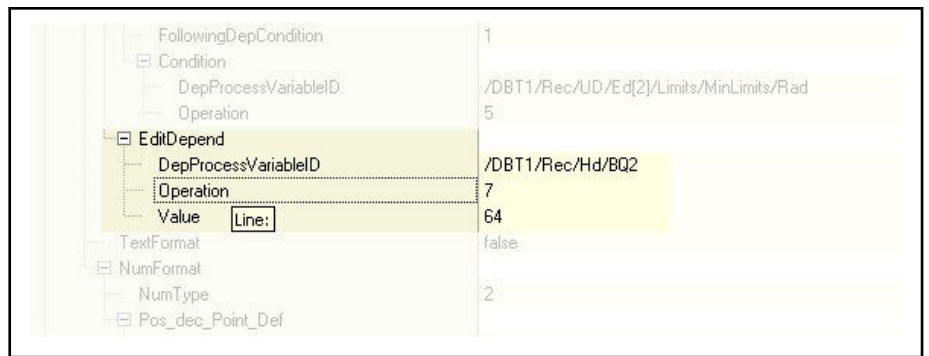 FollowingDepCondition 1
Condition
DepProcessVariableID /DBT1/Rec/UD/Ed[2]/Limits/MinLimits/Rad
Operation 5
EditDepend
DepProcessVariableID /DBT1/Rec/Hd/BQ2
Operation 7
Value Line: 64
TextFormat false
NumFormat
NumType 2
Pos_dec_Point_Def